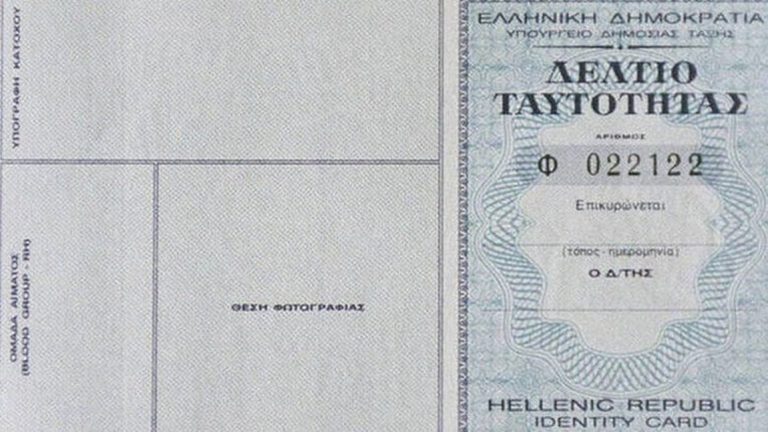 ΥΠΟΓΡΑΦΗ ΚΑΤΟΧΟΥ
ΟΜΑΔΑ ΑΙΜΑΤΟΣ
(BLOOD GROUP - RH)
ΘΕΣΗ ΦΩΤΟΓΡΑΦΙΑΣ
ΕΛΛΗΝΙΚΗ ΔΗΜΟΚΡΑΤΙΑ
ΥΠΟΥΡΓΕΙΟ ΔΗΜΟΣΙΑΣ ΤΑΞΗΣ
ΔΕΛΤΙΟ
ΤΑΥΤΟΤΗΤΑΣ
ΑΡΙΘΜΟΣ
Φ 022122
Επικυρώνεται
(τόπος - ημερομηνία)
Ο Δ/ΤΗΣ
HELLENIC REPUBLIC
IDENTITY CARD